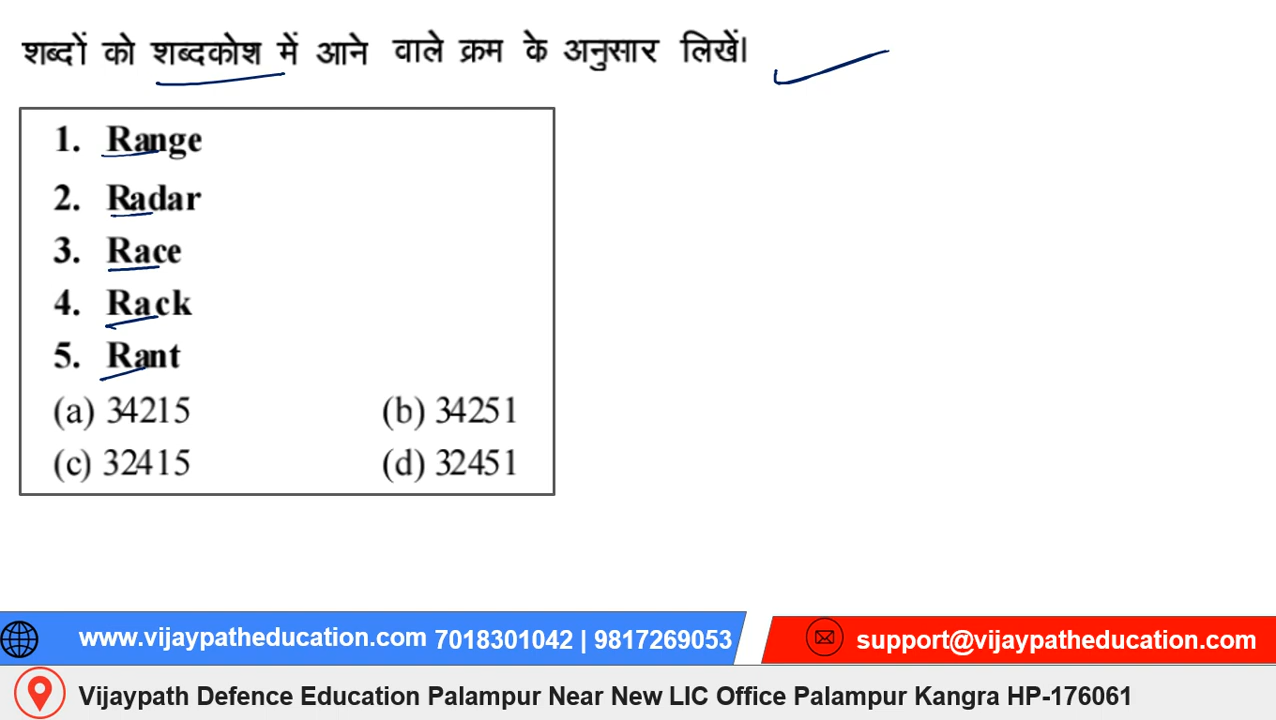 शब्दों को शब्दकोश में आने वाले क्रम के अनुसार लिखें।
1. Range
2. Radar
3. Race
4. Rack
5. Rant
(a) 34215 (b) 34251
(c) 32415 (d) 32451
www.vijaypatheducation.com 7018301042 | 9817269053 support@vijaypatheducation.com
Vijaypath Defence Education Palampur Near New LIC Office Palampur Kangra HP-176061